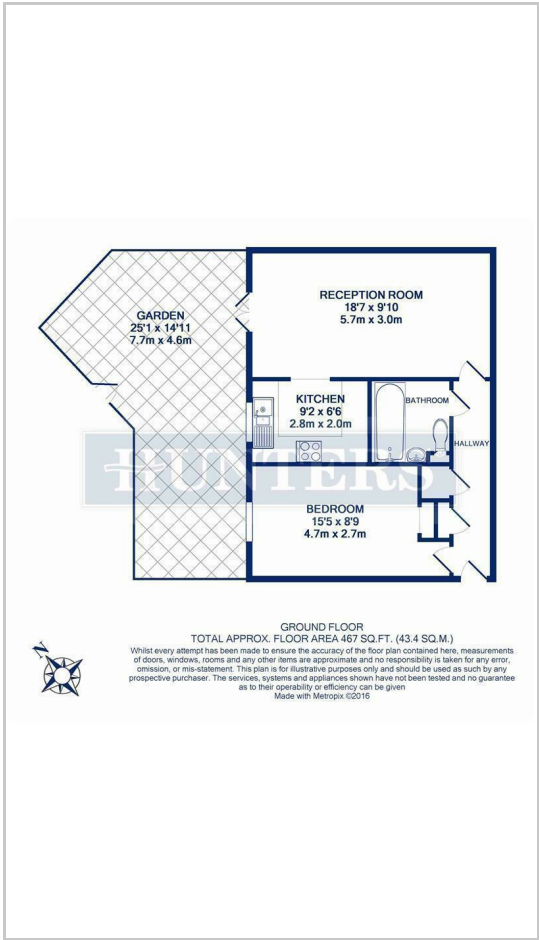 GARDEN
25'1 x 14'11
7.7m x 4.6m
RECEPTION ROOM
18'7 x 9'10
5.7m x 3.0m
KITCHEN
9'2 x 6'6
2.8m x 2.0m
BATHROOM
HALLWAY
HUNTERS
BEDROOM
15'5 x 8'9
4.7m x 2.7m
N
GROUND FLOOR
TOTAL APPROX. FLOOR AREA 467 SQ.FT. (43.4 SQ.M.)
Whilst every attempt has been made to ensure the accuracy of the floor plan contained here, measurements
of doors, windows, rooms and any other items are approximate and no responsibility is taken for any error,
omission, or mis-statement. This plan is for illustrative purposes only and should be used as such by any
prospective purchaser. The services, systems and appliances shown have not been tested and no guarantee
as to their operability or efficiency can be given
Made with Metropix ©2016